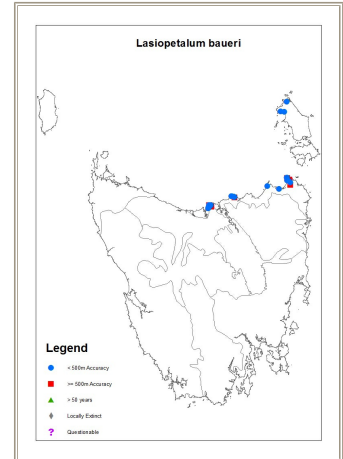 Lasiopetalum baueri
Legend
< 500m Accuracy
>= 500m Accuracy
> 50 years
Locally Extinct
Questionable